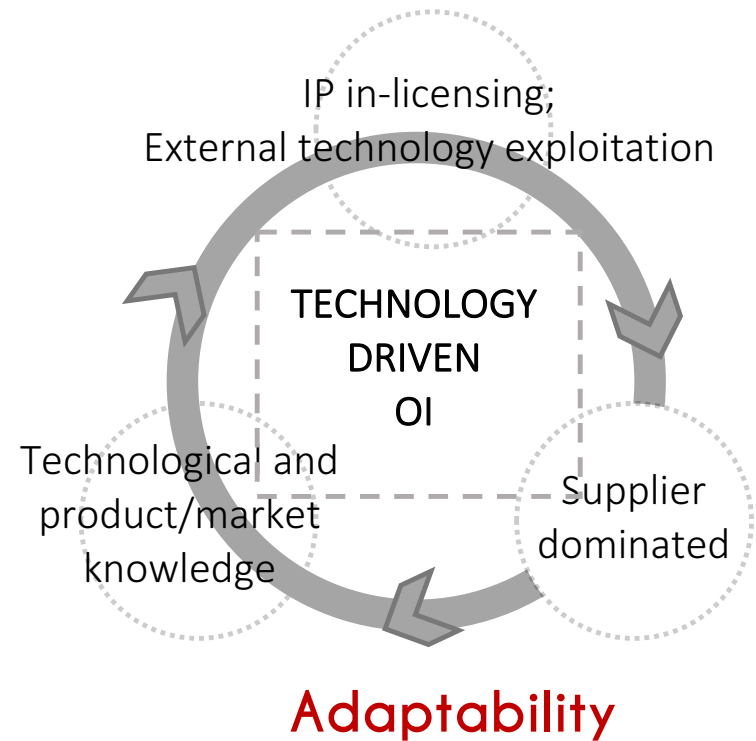 IP in-licensing;
External technology exploitation
TECHNOLOGY
DRIVEN
OI
Technological and
product/market
knowledge
Supplier
dominated
Adaptability